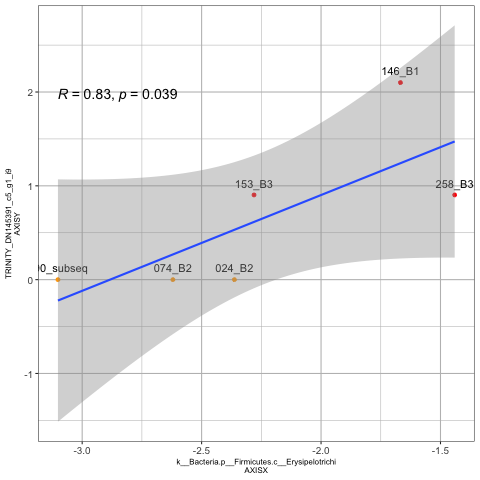 146_B1
R = 0.83, p = 0.039
153_B3
258_B3
0_subseq
074_B2
024_B2
2
1
0
-1
TRINITY_DN145391_c5_g1_i9
AXISY
-3.0
-2.5
-2.0
-1.5
k__Bacteria.p__Firmicutes.c__Erysipelotrichi
AXISX